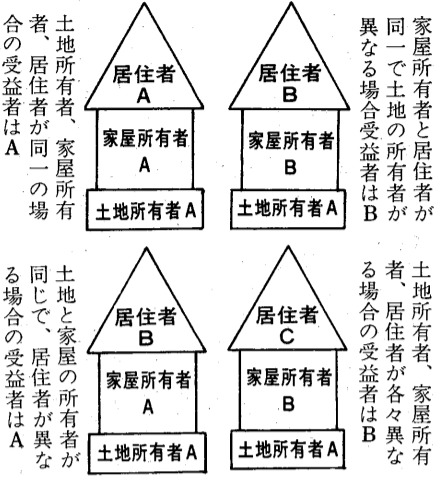 家屋所有者と居住者が
同一で土地の所有者が
異なる場合受益者はB
居住者
B
家屋所有者
B
土地所有者A
居住者
A
家屋所有者
A
土地所有者A
土地所有者、家屋所有
者、居住者が同一の場
合の受益者はA
土地所有者、家屋所有
者、居住者が各々異な
る場合の受益者はB
居住者
C
家屋所有者
B
土地所有者A
居住者
B
家屋所有者
A
土地所有者A
土地と家屋の所有者が
同じで、居住者が異な
る場合の受益者はA